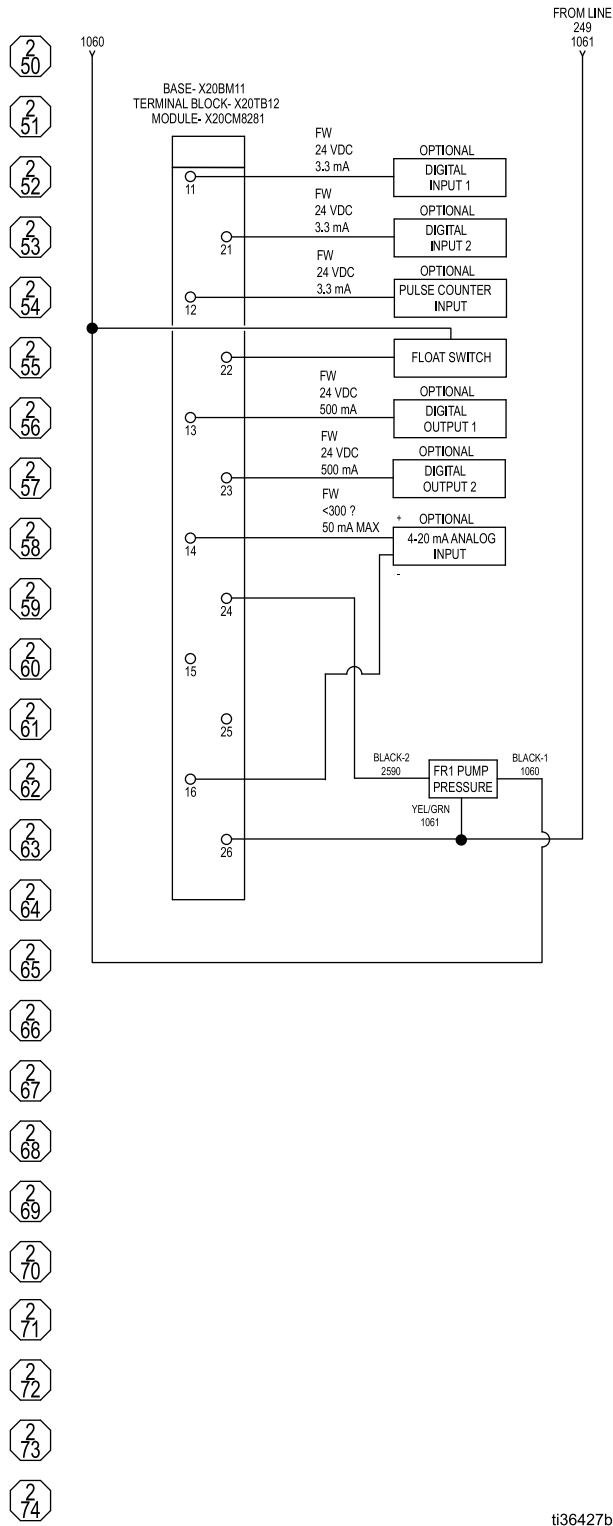 FROM LINE
249
1061
1060
2
50
BASE- X20BM11
TERMINAL BLOCK- X20TB12
MODULE- X20CM8281
2
51
FW
24 VDC
3.3 mA
OPTIONAL
DIGITAL
INPUT 1
11
2
52
FW
24 VDC
3.3 mA
OPTIONAL
DIGITAL
INPUT 2
21
2
53
FW
24 VDC
3.3 mA
OPTIONAL
PULSE COUNTER
INPUT
12
2
54
FLOAT SWITCH
22
2
55
FW
24 VDC
500 mA
OPTIONAL
DIGITAL
OUTPUT 1
13
2
56
FW
24 VDC
500 mA
OPTIONAL
DIGITAL
OUTPUT 2
23
2
57
FW
<300 ?
50 mA MAX
+ OPTIONAL
4-20 mA ANALOG
INPUT
-
14
2
58
24
2
59
15
2
60
25
2
61
16
BLACK-2
2590
FR1 PUMP
PRESSURE
BLACK-1
1060
2
62
YEL/GRN
1061
26
2
63
2
64
2
65
2
66
2
67
2
68
2
69
2
70
2
71
2
72
2
73
2
74
ti36427b